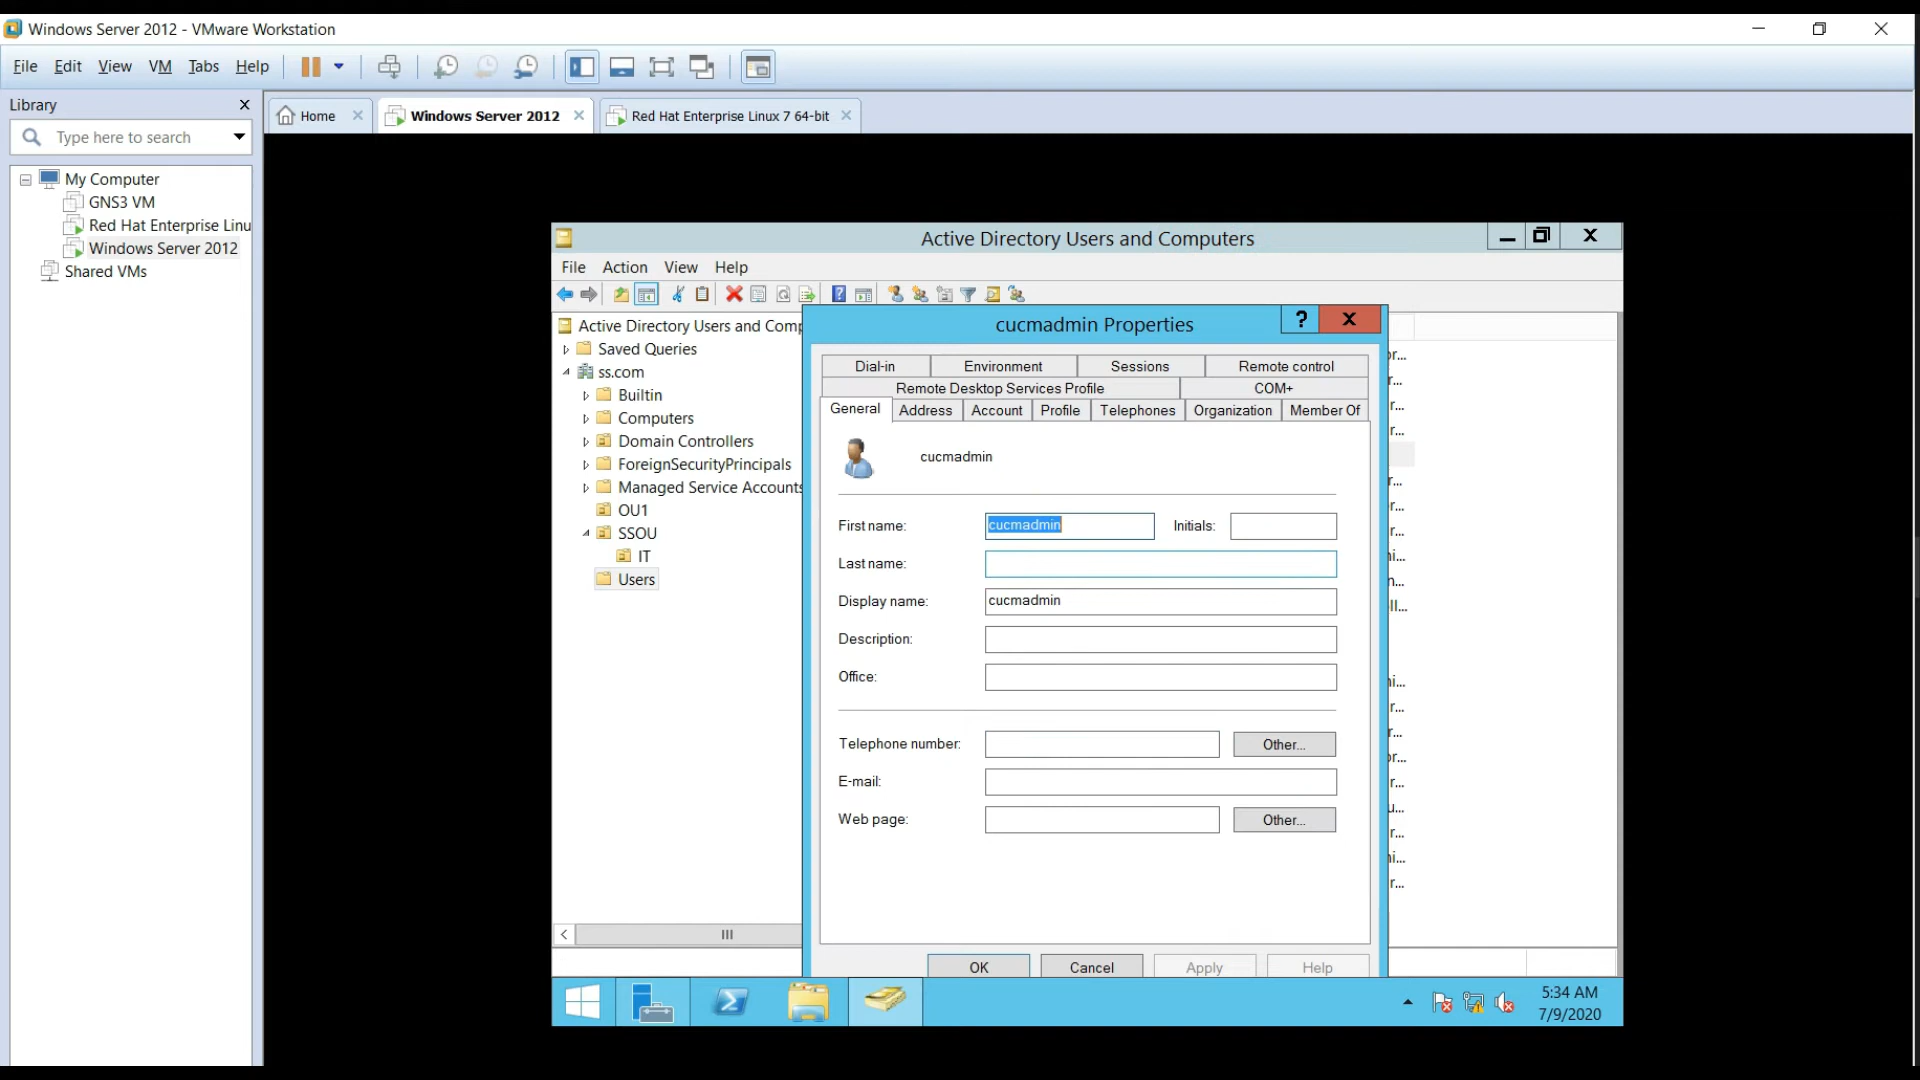 Windows Server 2012 - VMware Workstation
File Edit View VM Tabs Help
Library
Type here to search
My Computer
GNS3 VM
Red Hat Enterprise Linu
Windows Server 2012
Shared VMs
Home
Windows Server 2012
Red Hat Enterprise Linux 7 64-bit
Active Directory Users and Computers
File Action View Help
Active Directory Users and Comp
Saved Queries
ss.com
Builtin
Computers
Domain Controllers
ForeignSecurityPrincipals
Managed Service Accounts
OU1
SSOU
IT
Users
cucmadmin Properties
Dial-in Environment Sessions Remote control
Remote Desktop Services Profile COM+
General Address Account Profile Telephones Organization Member Of
cucmadmin
First name: cucmadmin Initials:
Last name:
Display name: cucmadmin
Description:
Office:
Telephone number: Other...
E-mail:
Web page: Other...
OK Cancel Apply Help
5:34 AM
7/9/2020